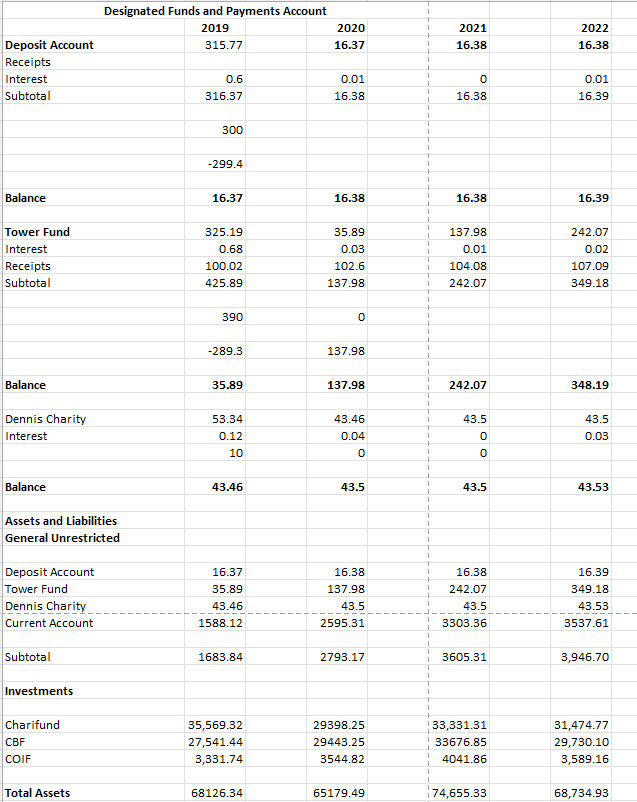 Designated Funds and Payments Account
2019 2020 2021 2022
Deposit Account 315.77 16.37 16.38 16.38
Receipts
Interest 0.6 0.01 0 0.01
Subtotal 316.37 16.38 16.38 16.39
300
-299.4
Balance 16.37 16.38 16.38 16.39
Tower Fund 325.19 35.89 137.98 242.07
Interest 0.68 0.03 0.01 0.02
Receipts 100.02 102.6 104.08 107.09
Subtotal 425.89 137.98 242.07 349.18
390 0
-289.3 137.98
Balance 35.89 137.98 242.07 348.19
Dennis Charity 53.34 43.46 43.5 43.5
Interest 0.12 0.04 0 0.03
10 0 0
Balance 43.46 43.5 43.5 43.53
Assets and Liabilities
General Unrestricted
Deposit Account 16.37 16.38 16.38 16.39
Tower Fund 35.89 137.98 242.07 349.18
Dennis Charity 43.46 43.5 43.5 43.53
Current Account 1588.12 2595.31 3303.36 3537.61
Subtotal 1683.84 2793.17 3605.31 3,946.70
Investments
Charifund 35,569.32 29398.25 33,331.31 31,474.77
CBF 27,541.44 29443.25 33676.85 29,730.10
COIF 3,331.74 3544.82 4041.86 3,589.16
Total Assets 68126.34 65179.49 74,655.33 68,734.93